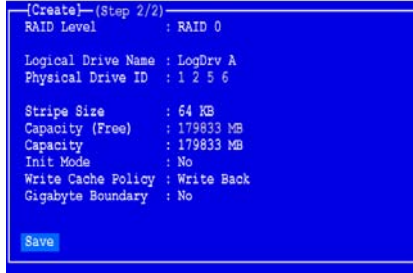 [Create]—(Step 2/2)
RAID Level : RAID 0
Logical Drive Name : LogDrv A
Physical Drive ID : 1 2 5 6
Stripe Size : 64 KB
Capacity (Free) : 179833 MB
Capacity : 179833 MB
Init Mode : No
Write Cache Policy : Write Back
Gigabyte Boundary : No
Save